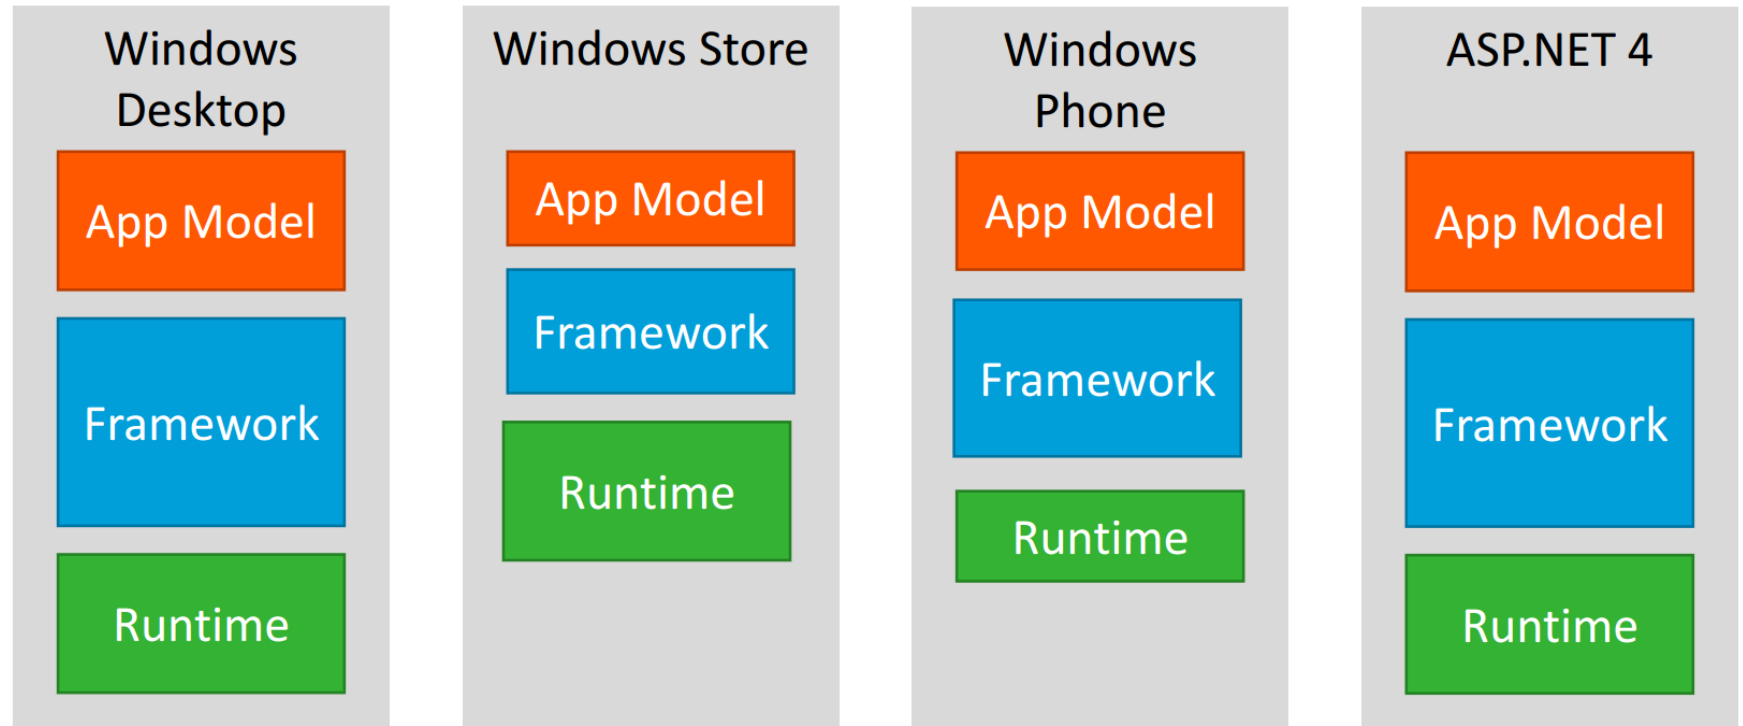 Windows
Desktop
App Model
Framework
Runtime
Windows Store
App Model
Framework
Runtime
Windows
Phone
App Model
Framework
Runtime
ASP.NET 4
App Model
Framework
Runtime